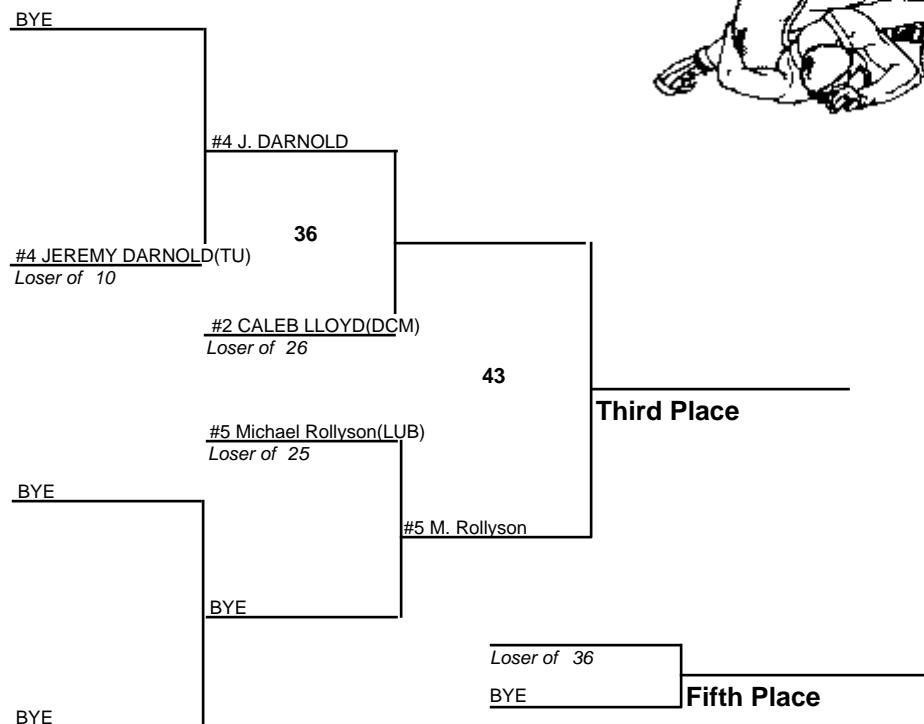 BYE
#4 J. DARNOLD
36
#4 JEREMY DARNOLD(TU)
Loser of 10
#2 CALEB LLOYD(DCM)
Loser of 26
43
Third Place
#5 Michael Rollyson(LUB)
Loser of 25
BYE
#5 M. Rollyson
BYE
Loser of 36
BYE
Fifth Place
BYE